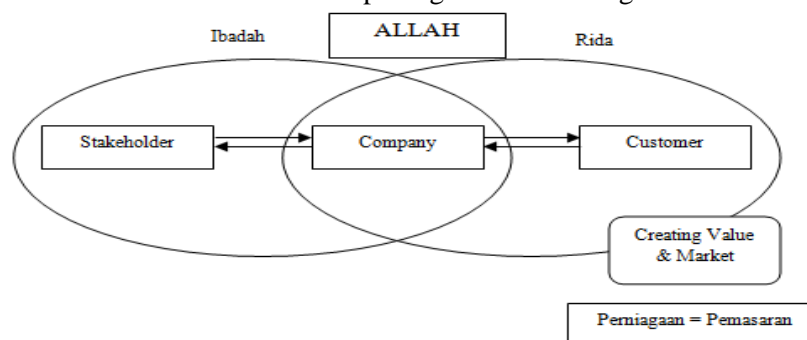 Ibadah
ALLAH
Rida
Stakeholder
Company
Customer
Creating Value
& Market
Perniagaan = Pemasaran